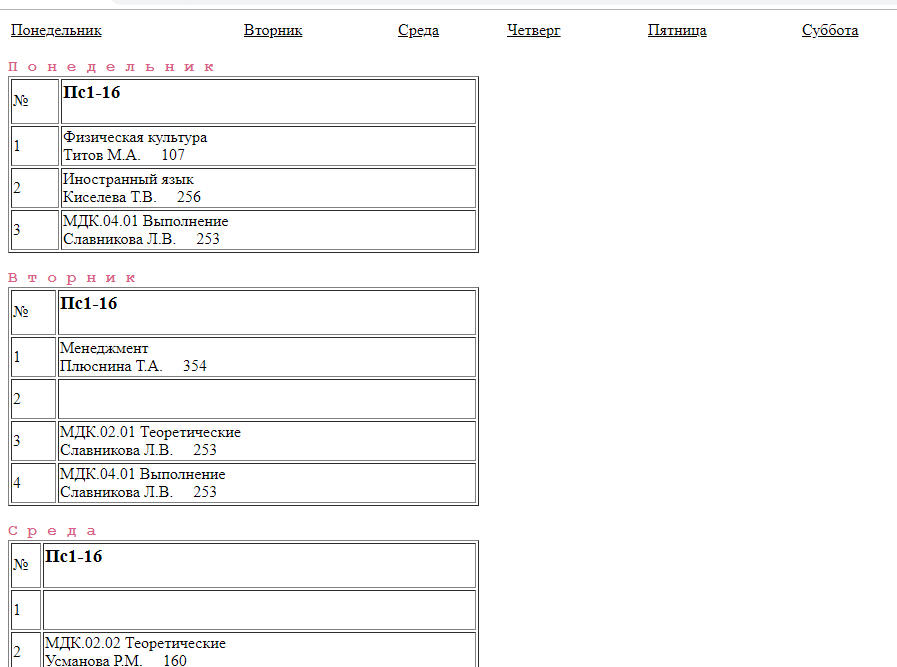 Понедельник Вторник Среда Четверг Пятница Суббота
Понедельник
№ Пс1-16
1 Физическая культура
Титов М.А. 107
2 Иностранный язык
Киселева Т.В. 256
3 МДК.04.01 Выполнение
Славникова Л.В. 253
Вторник
№ Пс1-16
1 Менеджмент
Плюснина Т.А. 354
2
3 МДК.02.01 Теоретические
Славникова Л.В. 253
4 МДК.04.01 Выполнение
Славникова Л.В. 253
Среда
№ Пс1-16
1
2 МДК.02.02 Теоретические
Усманова Р.М. 160